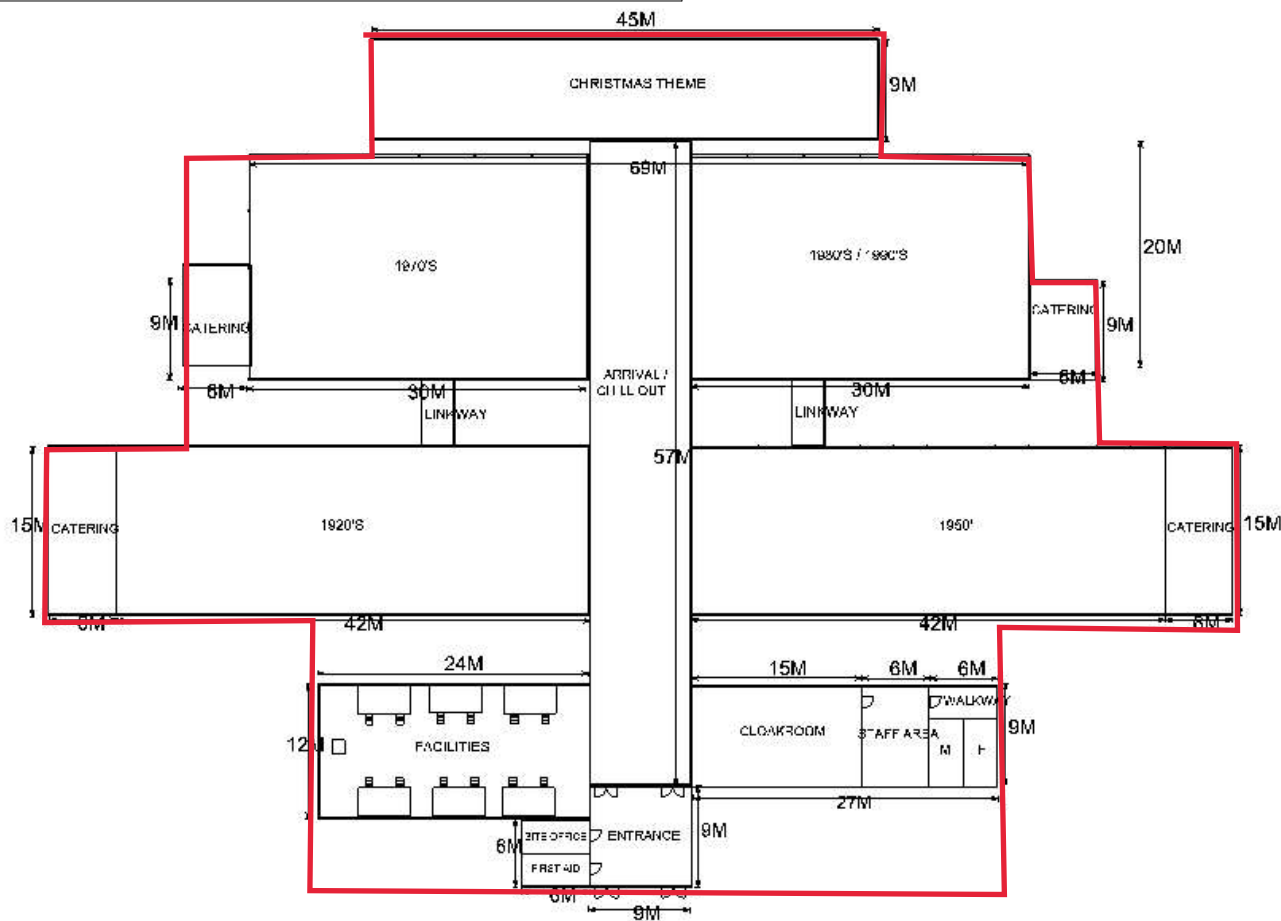 45M
CHRISTMAS THEME
9M
69M
1970'S
1980'S / 1990'S
20M
9M
CATERING
CATERING
9M
ARRIVAL /
CHILL OUT
6M
30M
30M
6M
LINKWAY
LINKWAY
57M
15M
CATERING
1920'S
1950'
CATERING
15M
6M
42M
42M
6M
24M
15M
6M
6M
WALKWAY
CLOAKROOM
STAFF AREA
9M
12M
FACILITIES
M
F
27M
SITE OFFICE
ENTRANCE
9M
6M
FIRST AID
6M
9M